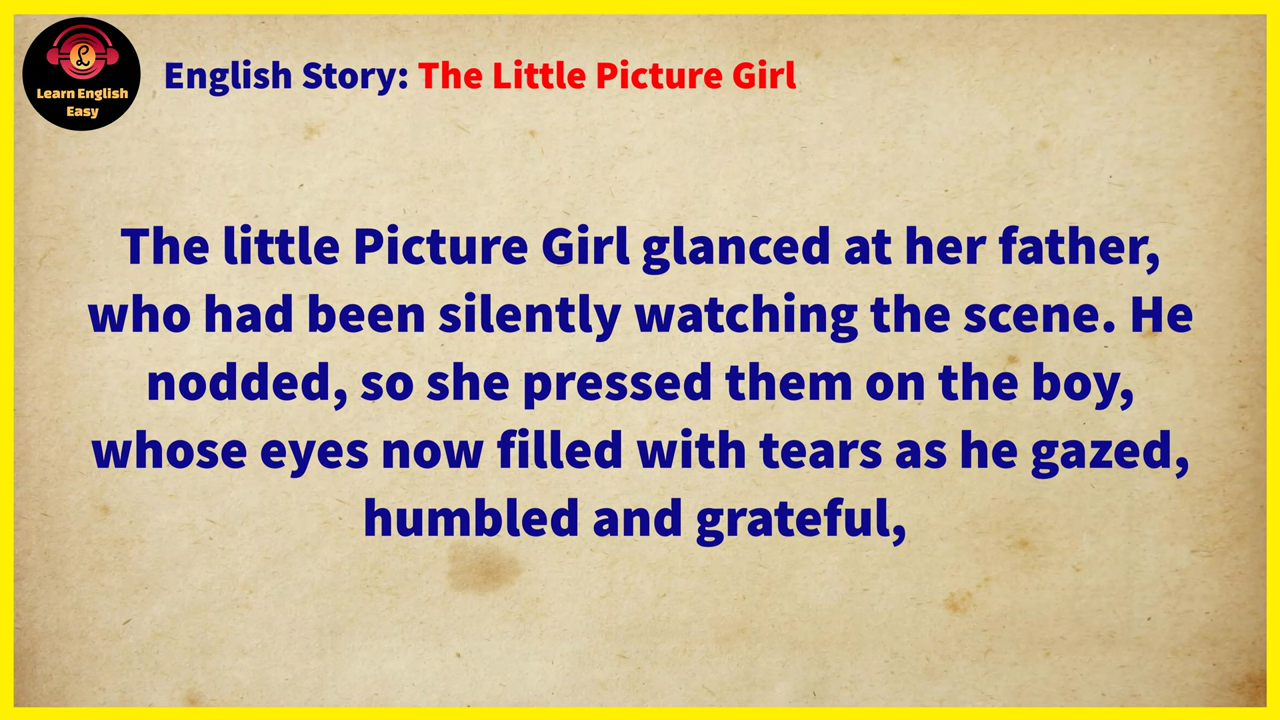 Learn English
Easy
English Story: The Little Picture Girl
The little Picture Girl glanced at her father,
who had been silently watching the scene. He
nodded, so she pressed them on the boy,
whose eyes now filled with tears as he gazed,
humbled and grateful,